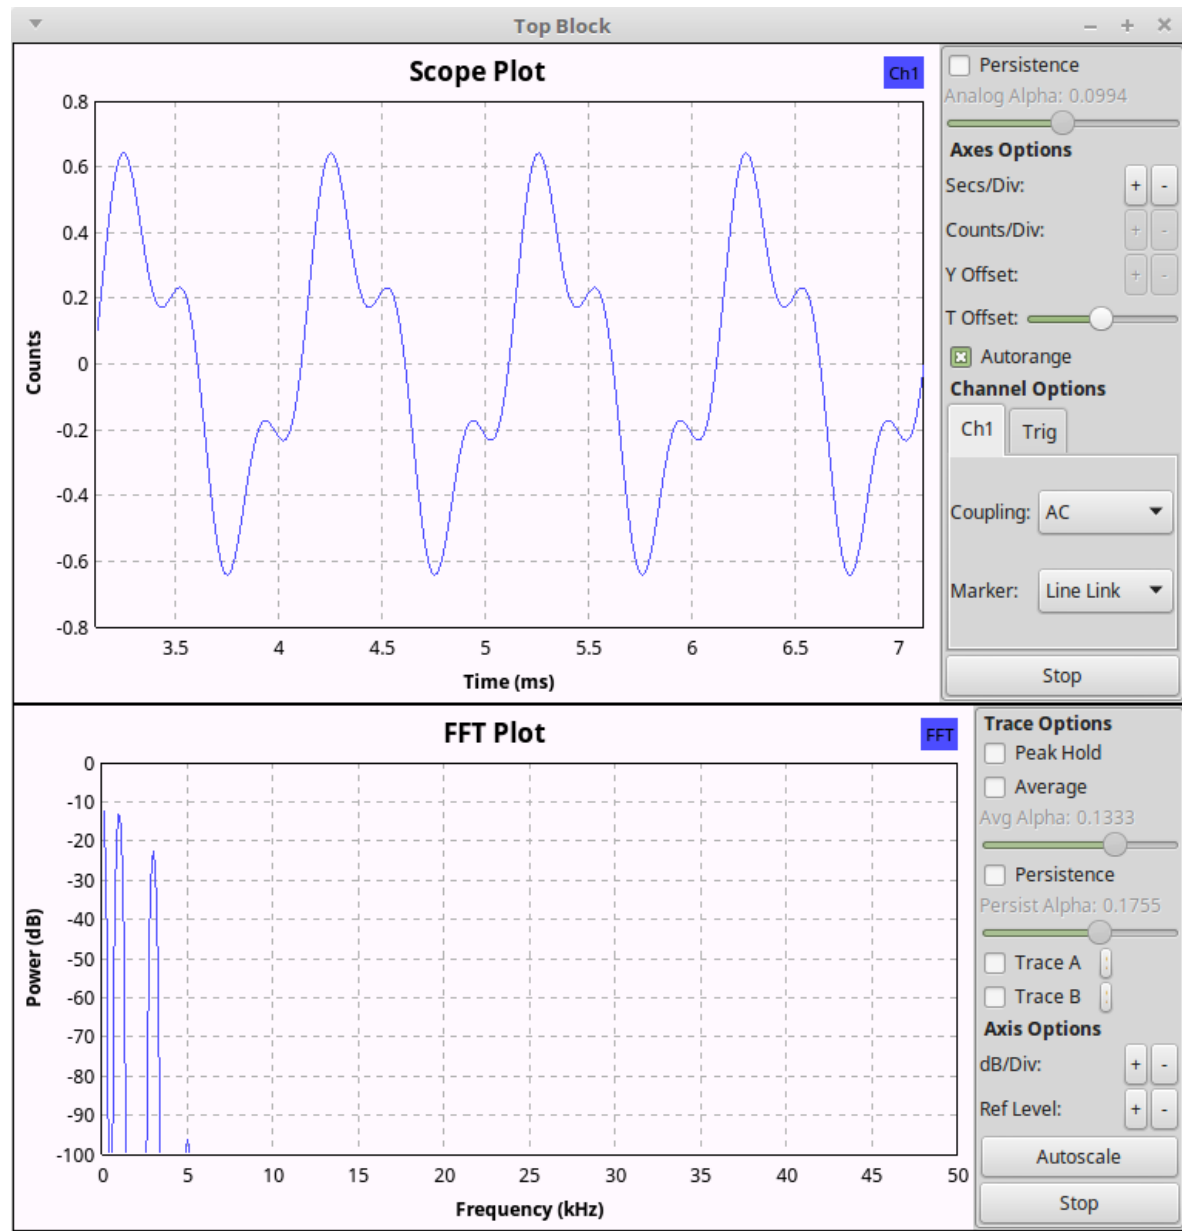 Top Block
Scope Plot
Ch1
0.8
0.6
0.4
0.2
0
-0.2
-0.4
-0.6
-0.8
Counts
3.5 4 4.5 5 5.5 6 6.5 7
Time (ms)
Persistence
Analog Alpha: 0.0994
Axes Options
Secs/Div: + -
Counts/Div: + -
Y Offset: + -
T Offset:
Autorange
Channel Options
Ch1 Trig
Coupling: AC
Marker: Line Link
Stop
FFT Plot
FFT
0
-10
-20
-30
-40
-50
-60
-70
-80
-90
-100
Power (dB)
0 5 10 15 20 25 30 35 40 45 50
Frequency (kHz)
Trace Options
Peak Hold
Average
Avg Alpha: 0.1333
Persistence
Persist Alpha: 0.1755
Trace A
Trace B
Axis Options
dB/Div: + -
Ref Level: + -
Autoscale
Stop